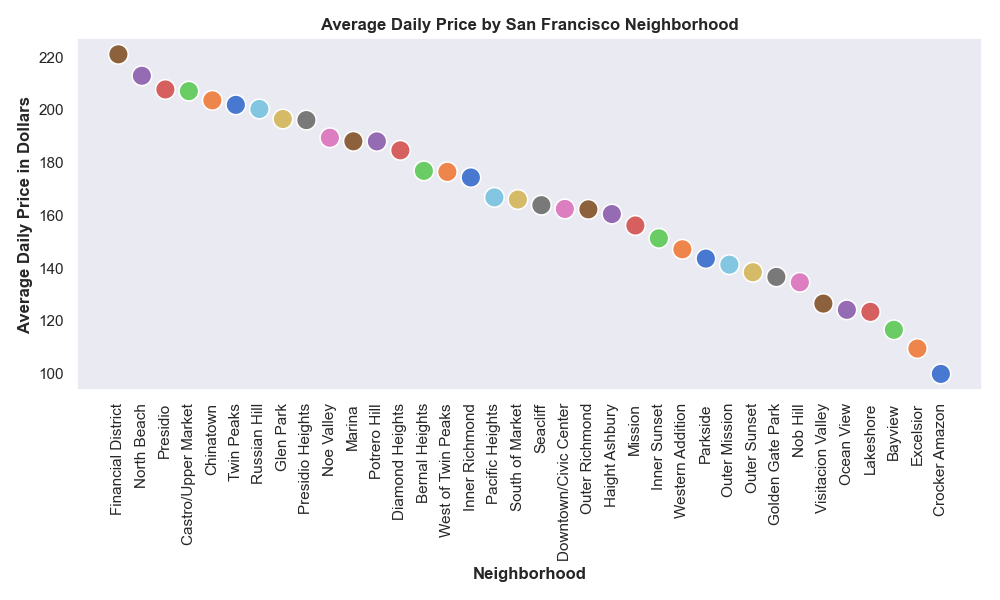 Average Daily Price by San Francisco Neighborhood
Average Daily Price in Dollars
220
200
180
160
140
120
100
Financial District
North Beach
Presidio
Castro/Upper Market
Chinatown
Twin Peaks
Russian Hill
Glen Park
Presidio Heights
Noe Valley
Marina
Potrero Hill
Diamond Heights
Bernal Heights
West of Twin Peaks
Inner Richmond
Pacific Heights
South of Market
Seacliff
Downtown/Civic Center
Outer Richmond
Haight Ashbury
Mission
Inner Sunset
Western Addition
Parkside
Outer Mission
Outer Sunset
Golden Gate Park
Nob Hill
Visitacion Valley
Ocean View
Lakeshore
Bayview
Excelsior
Crocker Amazon
Neighborhood